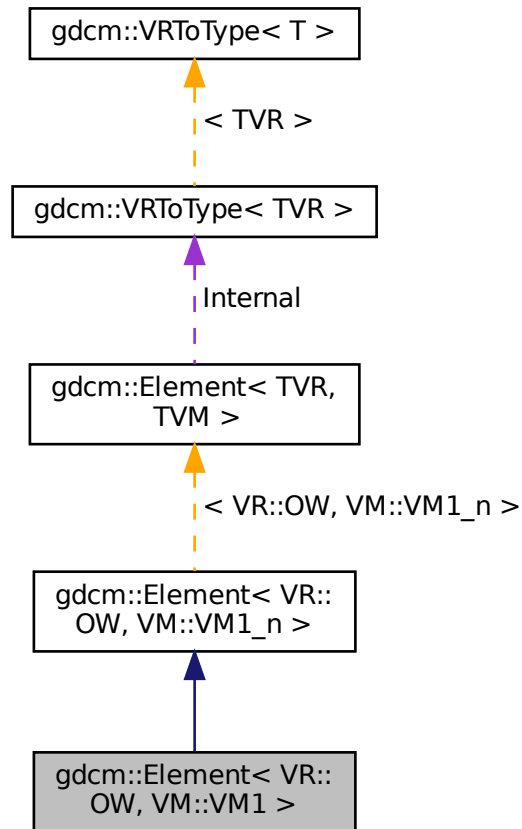 gdcm::VRToType< T >
< TVR >
gdcm::VRToType< TVR >
Internal
gdcm::Element< TVR,
TVM >
< VR::OW, VM::VM1_n >
gdcm::Element< VR::
OW, VM::VM1_n >
gdcm::Element< VR::
OW, VM::VM1 >